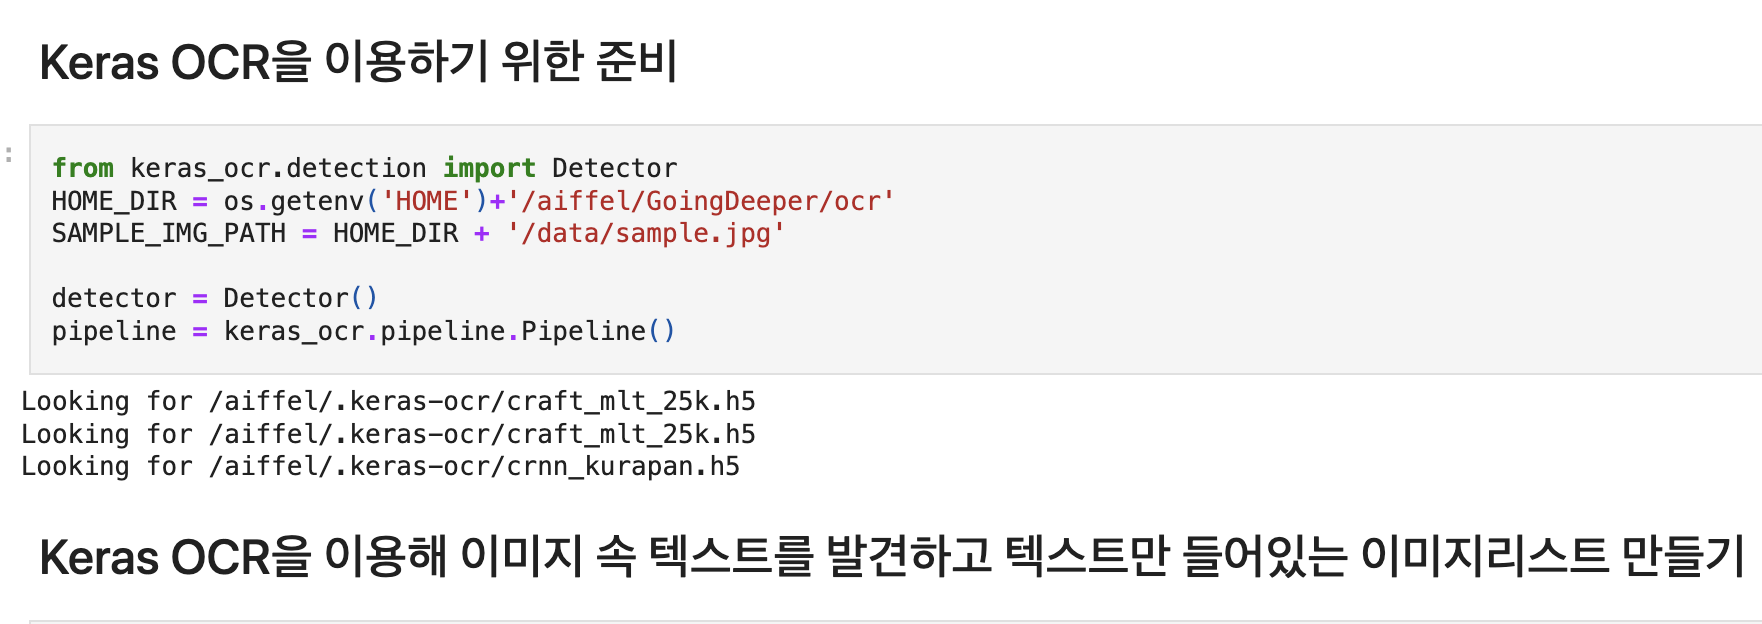 Keras OCR을 이용하기 위한 준비
:
from keras_ocr.detection import Detector
HOME_DIR = os.getenv('HOME')+'/aiffel/GoingDeeper/ocr'
SAMPLE_IMG_PATH = HOME_DIR + '/data/sample.jpg'
detector = Detector()
pipeline = keras_ocr.pipeline.Pipeline()
Looking for /aiffel/.keras-ocr/craft_mlt_25k.h5
Looking for /aiffel/.keras-ocr/craft_mlt_25k.h5
Looking for /aiffel/.keras-ocr/crnn_kurapan.h5
Keras OCR을 이용해 이미지 속 텍스트를 발견하고 텍스트만 들어있는 이미지리스트 만들기